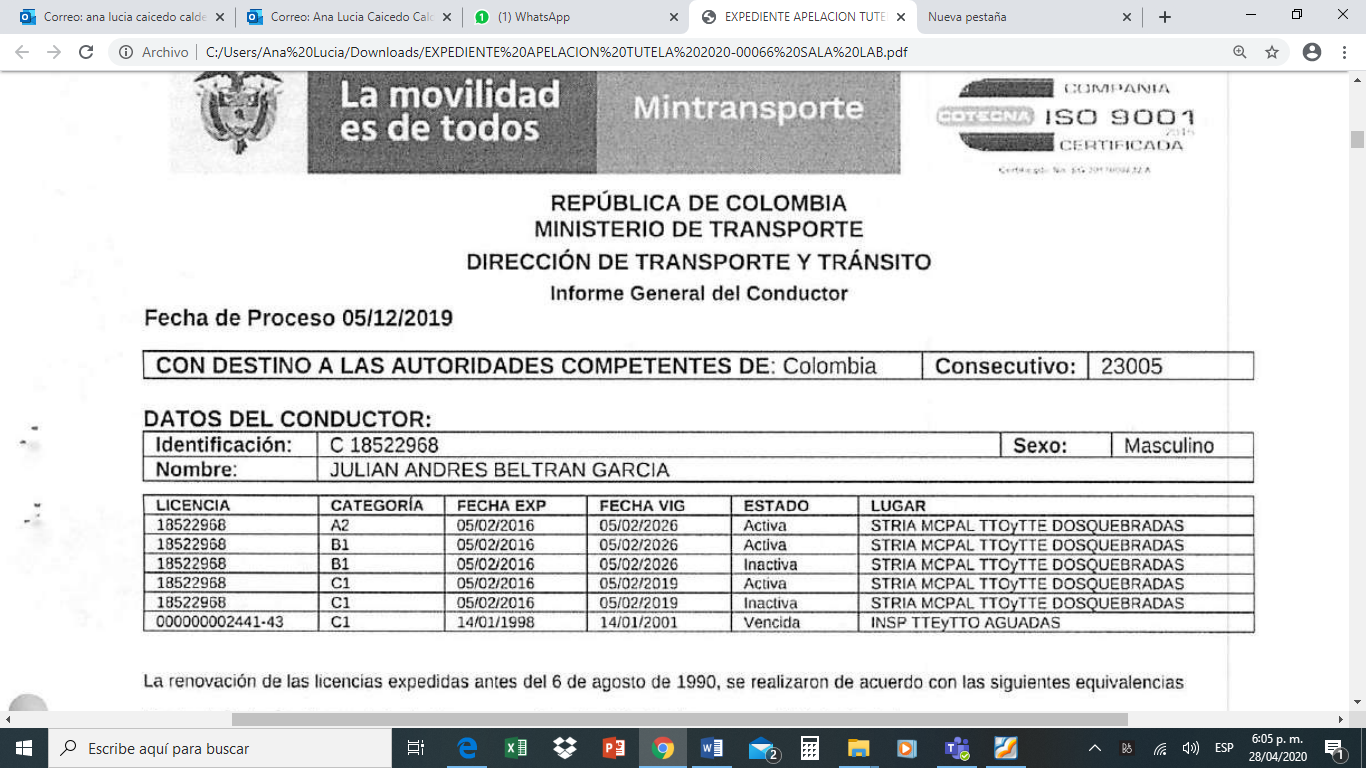 Correo: ana lucia caicedo calde
Correo: Ana Lucia Caicedo Calc
(1) WhatsApp
EXPEDIENTE APELACION TUTE
Nueva pestaña
Archivo
C:/Users/Ana%20Lucia/Downloads/EXPEDIENTE%20APELACION%20TUTELA%202020-00066%20SALA%20LAB.pdf
La movilidad
es de todos
Mintransporte
COMPAÑIA
COTECNA ISO 9001
2015
CERTIFICADA
REPÚBLICA DE COLOMBIA
MINISTERIO DE TRANSPORTE
DIRECCIÓN DE TRANSPORTE Y TRÁNSITO
Informe General del Conductor
Fecha de Proceso 05/12/2019
CON DESTINO A LAS AUTORIDADES COMPETENTES DE: Colombia Consecutivo: 23005
DATOS DEL CONDUCTOR:
Identificación: C 18522968 Sexo: Masculino
Nombre: JULIAN ANDRES BELTRAN GARCIA
LICENCIA CATEGORÍA FECHA EXP FECHA VIG ESTADO LUGAR
18522968 A2 05/02/2016 05/02/2026 Activa STRIA MCPAL TTOyTTE DOSQUEBRADAS
18522968 B1 05/02/2016 05/02/2026 Activa STRIA MCPAL TTOyTTE DOSQUEBRADAS
18522968 B1 05/02/2016 05/02/2026 Inactiva STRIA MCPAL TTOyTTE DOSQUEBRADAS
18522968 C1 05/02/2016 05/02/2019 Activa STRIA MCPAL TTOyTTE DOSQUEBRADAS
18522968 C1 05/02/2016 05/02/2019 Inactiva STRIA MCPAL TTOyTTE DOSQUEBRADAS
000000002441-43 C1 14/01/1998 14/01/2001 Vencida INSP TTEyTTO AGUADAS
La renovación de las licencias expedidas antes del 6 de agosto de 1990, se realizaron de acuerdo con las siguientes equivalencias
Escribe aquí para buscar
2
ESP
6:05 p. m.
28/04/2020
1